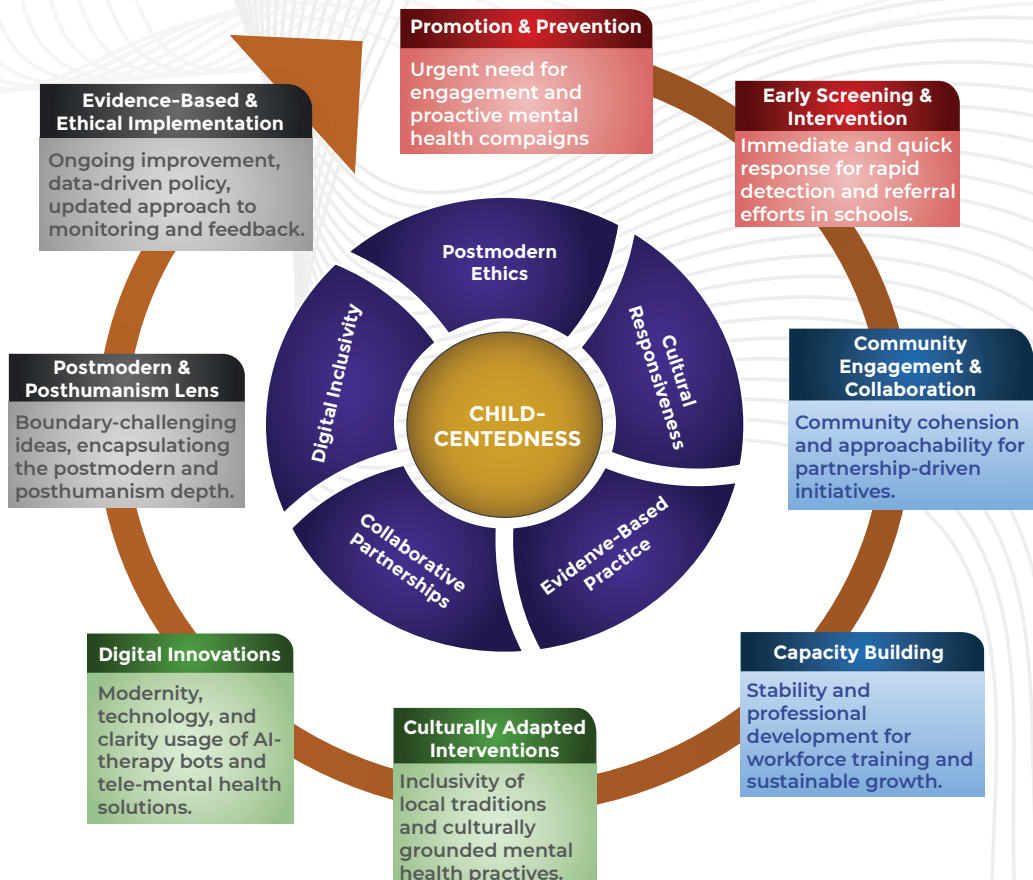 Promotion & Prevention
Urgent need for
engagement and
proactive mental
health compaigns
Early Screening &
Intervention
Immediate and quick
response for rapid
detection and referral
efforts in schools.
Community
Engagement &
Collaboration
Community cohension
and approachability for
partnership-driven
initiatives.
Capacity Building
Stability and
professional
development for
workforce training and
sustainable growth.
Culturally Adapted
Interventions
Inclusivity of
local traditions
and culturally
grounded mental
health practives.
Digital Innovations
Modernity,
technology, and
clarity usage of AI-
therapy bots and
tele-mental health
solutions.
Postmodern &
Posthumanism Lens
Boundary-challenging
ideas, encapsulationg
the postmodern and
posthumanism depth.
Evidence-Based &
Ethical Implementation
Ongoing improvement,
data-driven policy,
updated approach to
monitoring and feedback.
Postmodern
Ethics
Cultural
Responsiveness
Evidenve-Based
Practice
Collaborative
Partnerships
Digital Inclusivity
CHILD-
CENTEDNESS